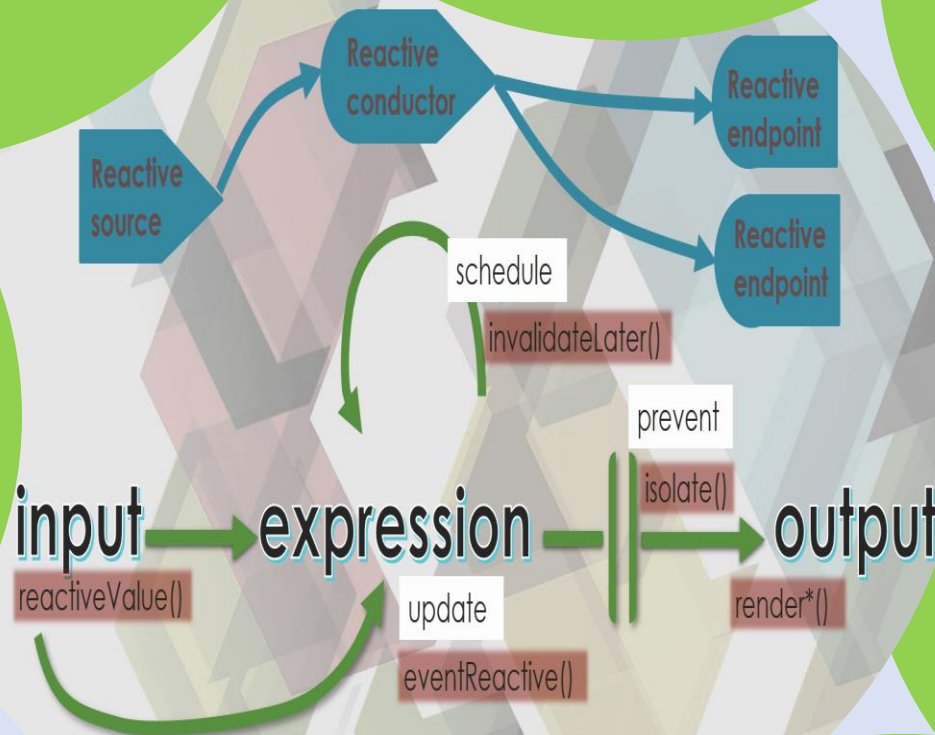 Reactive
conductor
Reactive
endpoint
Reactive
source
Reactive
endpoint
schedule
invalidateLater()
prevent
isolate()
input
expression
output
reactiveValue()
update
render*()
eventReactive()